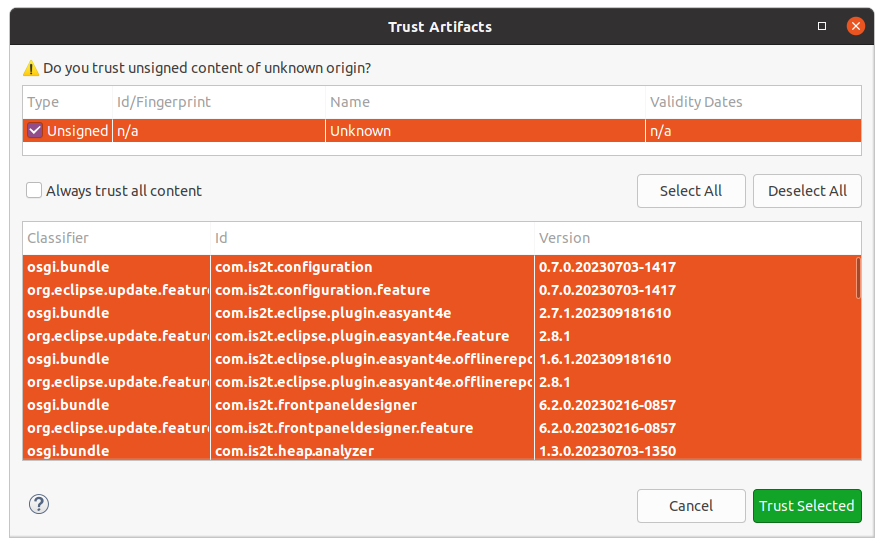 Trust Artifacts
Do you trust unsigned content of unknown origin?
Type Id/Fingerprint Name Validity Dates
Unsigned n/a Unknown n/a
Always trust all content Select All Deselect All
Classifier Id Version
osgi.bundle com.is2t.configuration 0.7.0.20230703-1417
org.eclipse.update.feature com.is2t.configuration.feature 0.7.0.20230703-1417
osgi.bundle com.is2t.eclipse.plugin.easyant4e 2.7.1.202309181610
org.eclipse.update.feature com.is2t.eclipse.plugin.easyant4e.feature 2.8.1
osgi.bundle com.is2t.eclipse.plugin.easyant4e.offlinerepo 1.6.1.202309181610
org.eclipse.update.feature com.is2t.eclipse.plugin.easyant4e.offlinerepo 2.8.1
osgi.bundle com.is2t.frontpaneldesigner 6.2.0.20230216-0857
org.eclipse.update.feature com.is2t.frontpaneldesigner.feature 6.2.0.20230216-0857
osgi.bundle com.is2t.heap.analyzer 1.3.0.20230703-1350
? Cancel Trust Selected